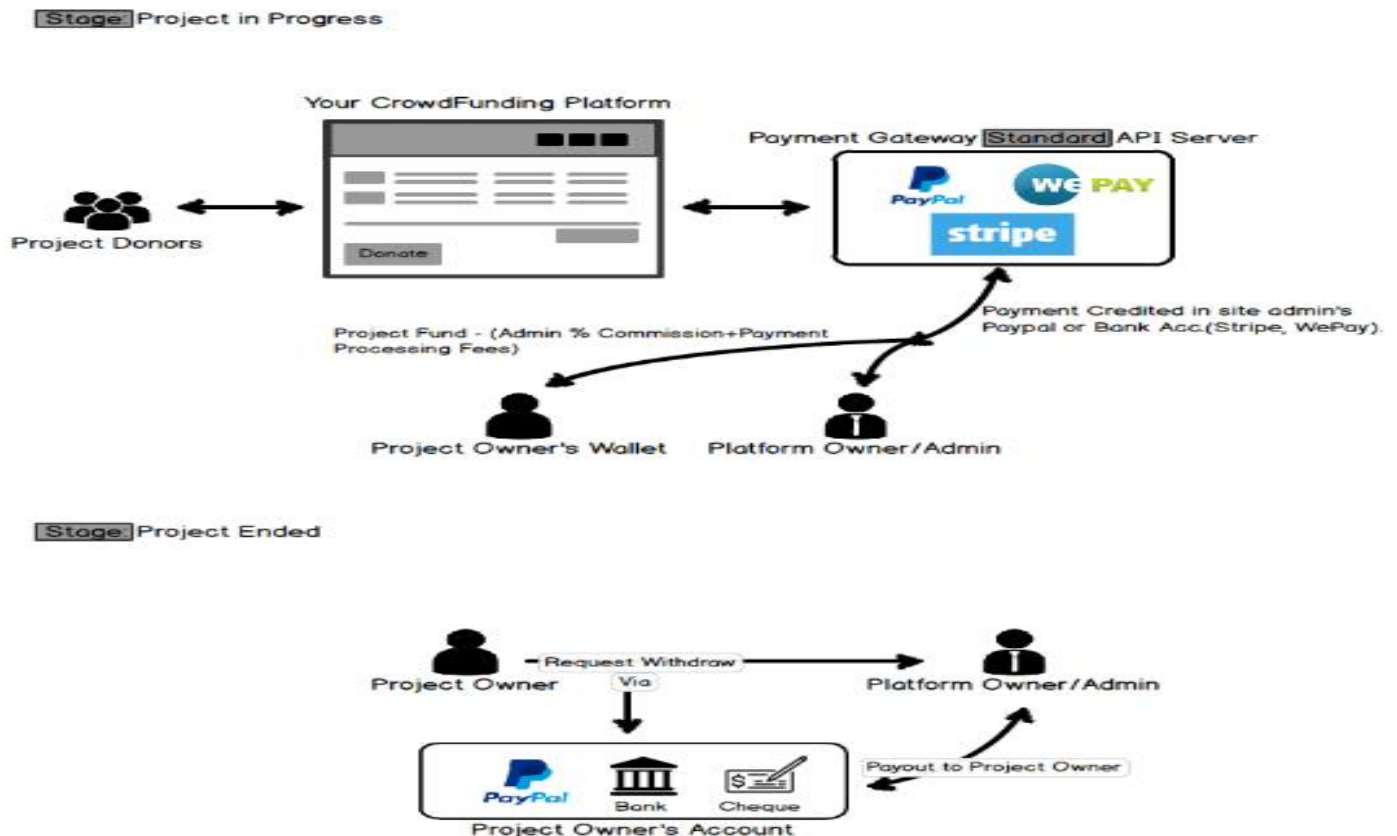 Stage: Project in Progress
Your CrowdFunding Platform
Payment Gateway Standard API Server
PayPal
WE PAY
stripe
Project Donors
Donate
Project Fund - (Admin % Commission+Payment
Processing Fees)
Payment Credited in site admin's
Paypal or Bank Acc.(Stripe, WePay).
Project Owner's Wallet
Platform Owner/Admin
Stage: Project Ended
Request Withdraw
Project Owner
Via
Platform Owner/Admin
Payout to Project Owner
PayPal
Bank
Cheque
Project Owner's Account